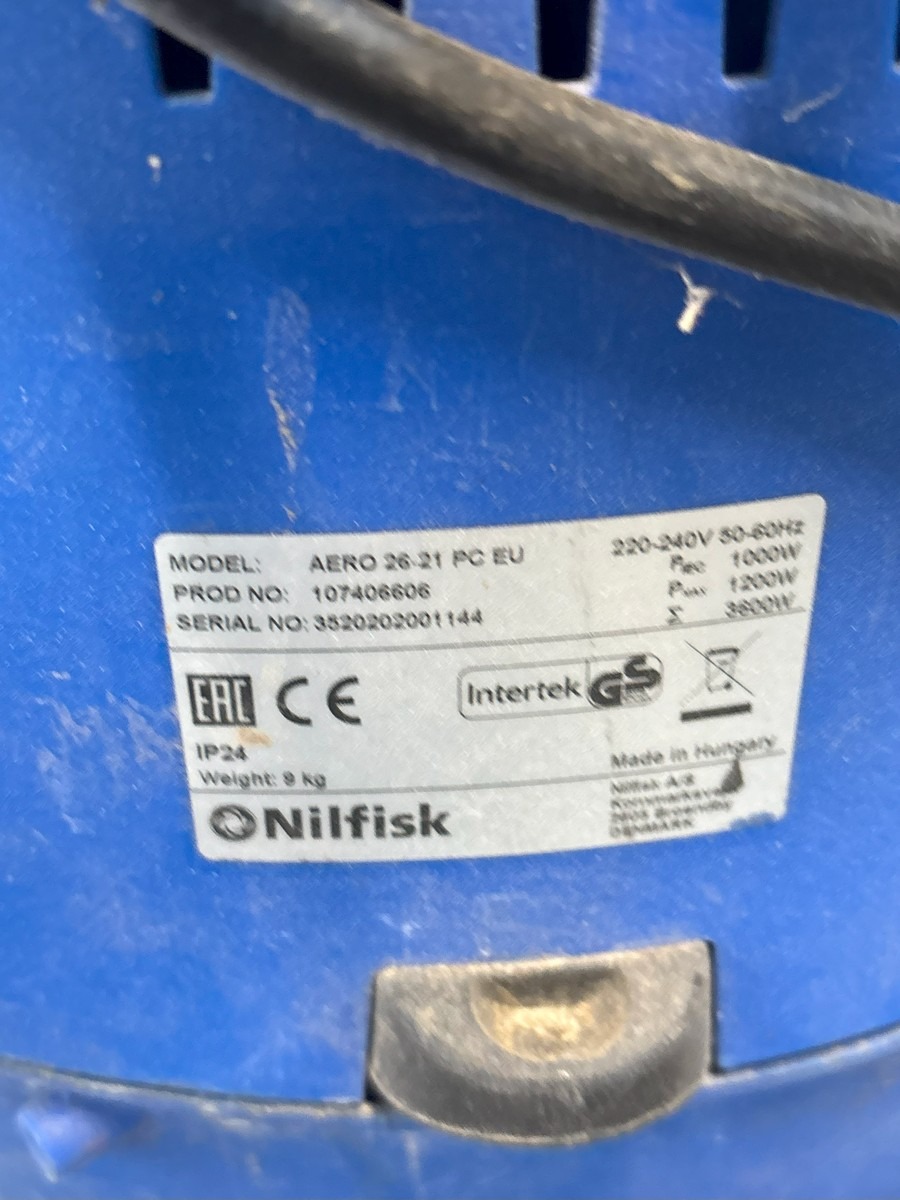 MODEL: AERO 26-21 PC EU
PROD NO: 107406606
SERIAL NO: 3520202001144
220-240V 50-60Hz
1000W
1200W
Σ 3600W
EAC CE Intertek GS
IP24
Weight: 9 kg
Made in Hungary
Nilfisk
Nilfisk A/S
DENMARK